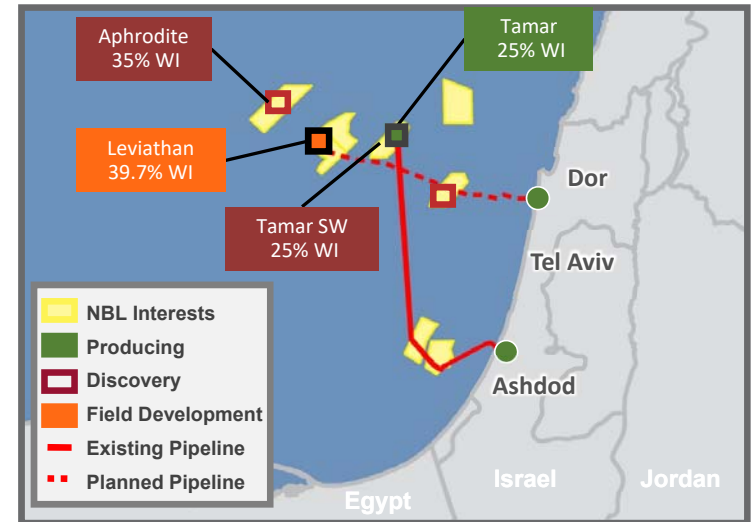 Aphrodite
35% WI
Tamar
25% WI
Leviathan
39.7% WI
Tamar SW
25% WI
Dor
Tel Aviv
Ashdod
NBL Interests
Producing
Discovery
Field Development
Existing Pipeline
Planned Pipeline
Egypt
Israel
Jordan